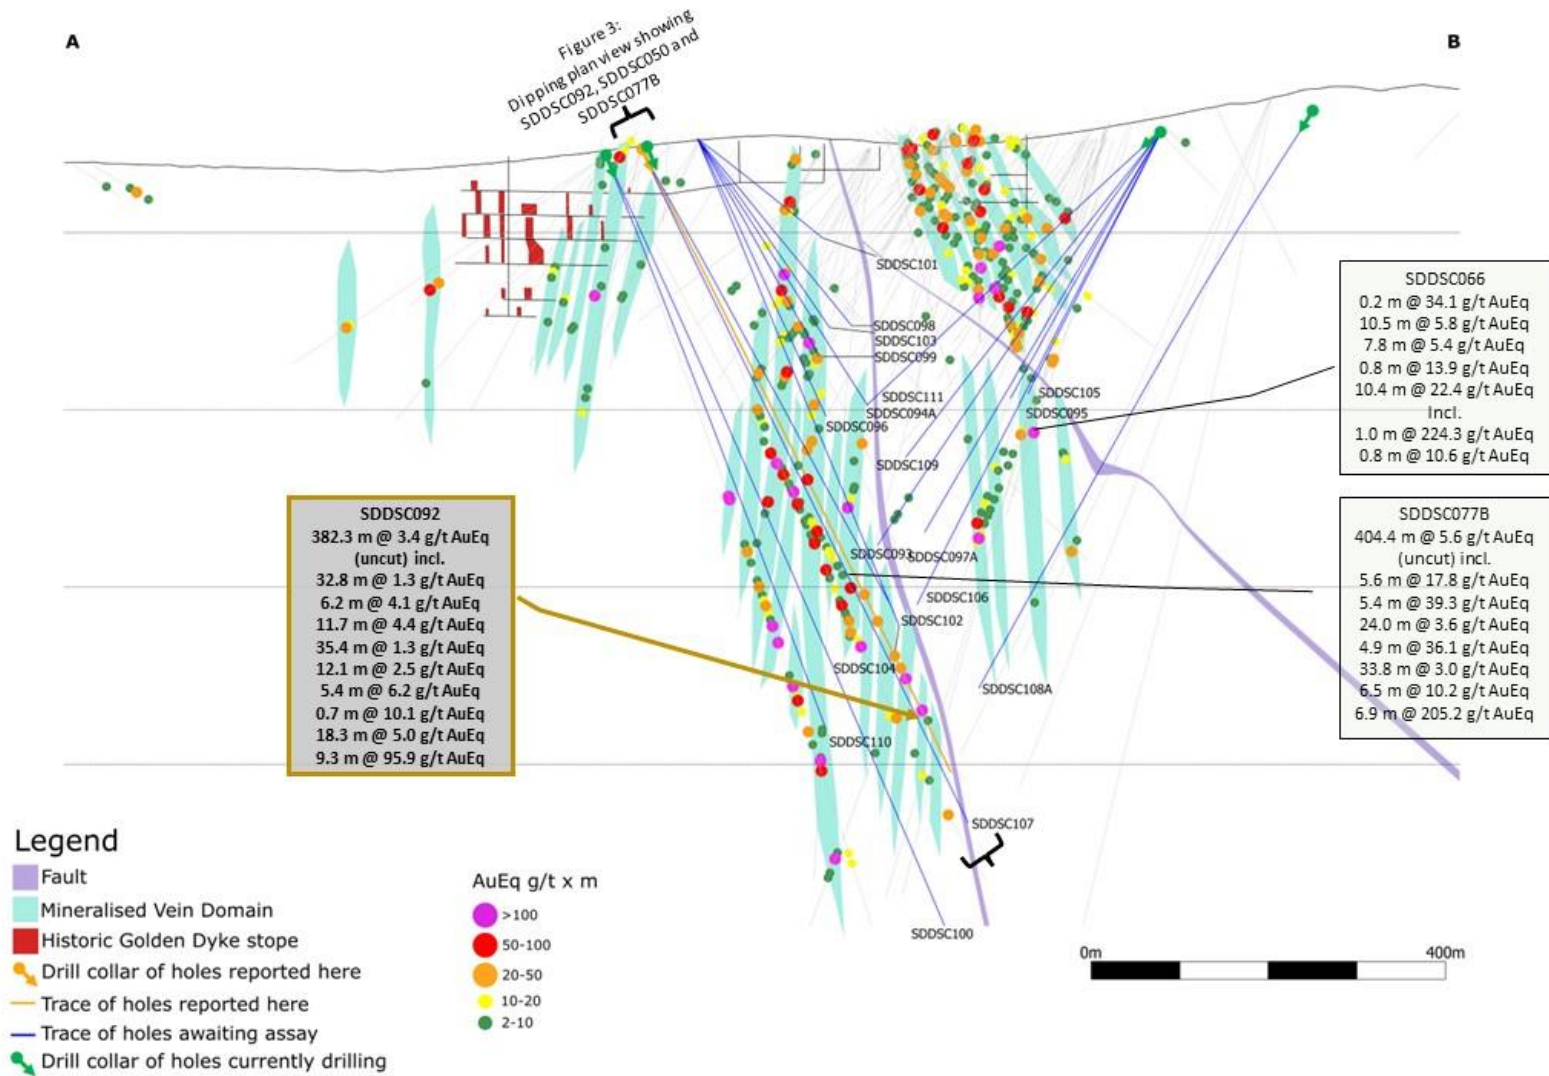 A
B
Figure 3:
Dipping plan view showing
SDDSC092, SDDSC050 and
SDDSC077B
SDDSC101
SDDSC098
SDDSC103
SDDSC099
SDDSC111
SDDSC094A
SDDSC096
SDDSC105
SDDSC095
SDDSC109
SDDSC093
SDDSC097A
SDDSC106
SDDSC102
SDDSC104
SDDSC108A
SDDSC110
SDDSC107
SDDSC100
SDDSC066
0.2 m @ 34.1 g/t AuEq
10.5 m @ 5.8 g/t AuEq
7.8 m @ 5.4 g/t AuEq
0.8 m @ 13.9 g/t AuEq
10.4 m @ 22.4 g/t AuEq
Incl.
1.0 m @ 224.3 g/t AuEq
0.8 m @ 10.6 g/t AuEq
SDDSC092
382.3 m @ 3.4 g/t AuEq
(uncut) incl.
32.8 m @ 1.3 g/t AuEq
6.2 m @ 4.1 g/t AuEq
11.7 m @ 4.4 g/t AuEq
35.4 m @ 1.3 g/t AuEq
12.1 m @ 2.5 g/t AuEq
5.4 m @ 6.2 g/t AuEq
0.7 m @ 10.1 g/t AuEq
18.3 m @ 5.0 g/t AuEq
9.3 m @ 95.9 g/t AuEq
SDDSC077B
404.4 m @ 5.6 g/t AuEq
(uncut) incl.
5.6 m @ 17.8 g/t AuEq
5.4 m @ 39.3 g/t AuEq
24.0 m @ 3.6 g/t AuEq
4.9 m @ 36.1 g/t AuEq
33.8 m @ 3.0 g/t AuEq
6.5 m @ 10.2 g/t AuEq
6.9 m @ 205.2 g/t AuEq
Legend
Fault
Mineralised Vein Domain
Historic Golden Dyke stope
Drill collar of holes reported here
Trace of holes reported here
Trace of holes awaiting assay
Drill collar of holes currently drilling
AuEq g/t x m
>100
50-100
20-50
10-20
2-10
0m
400m